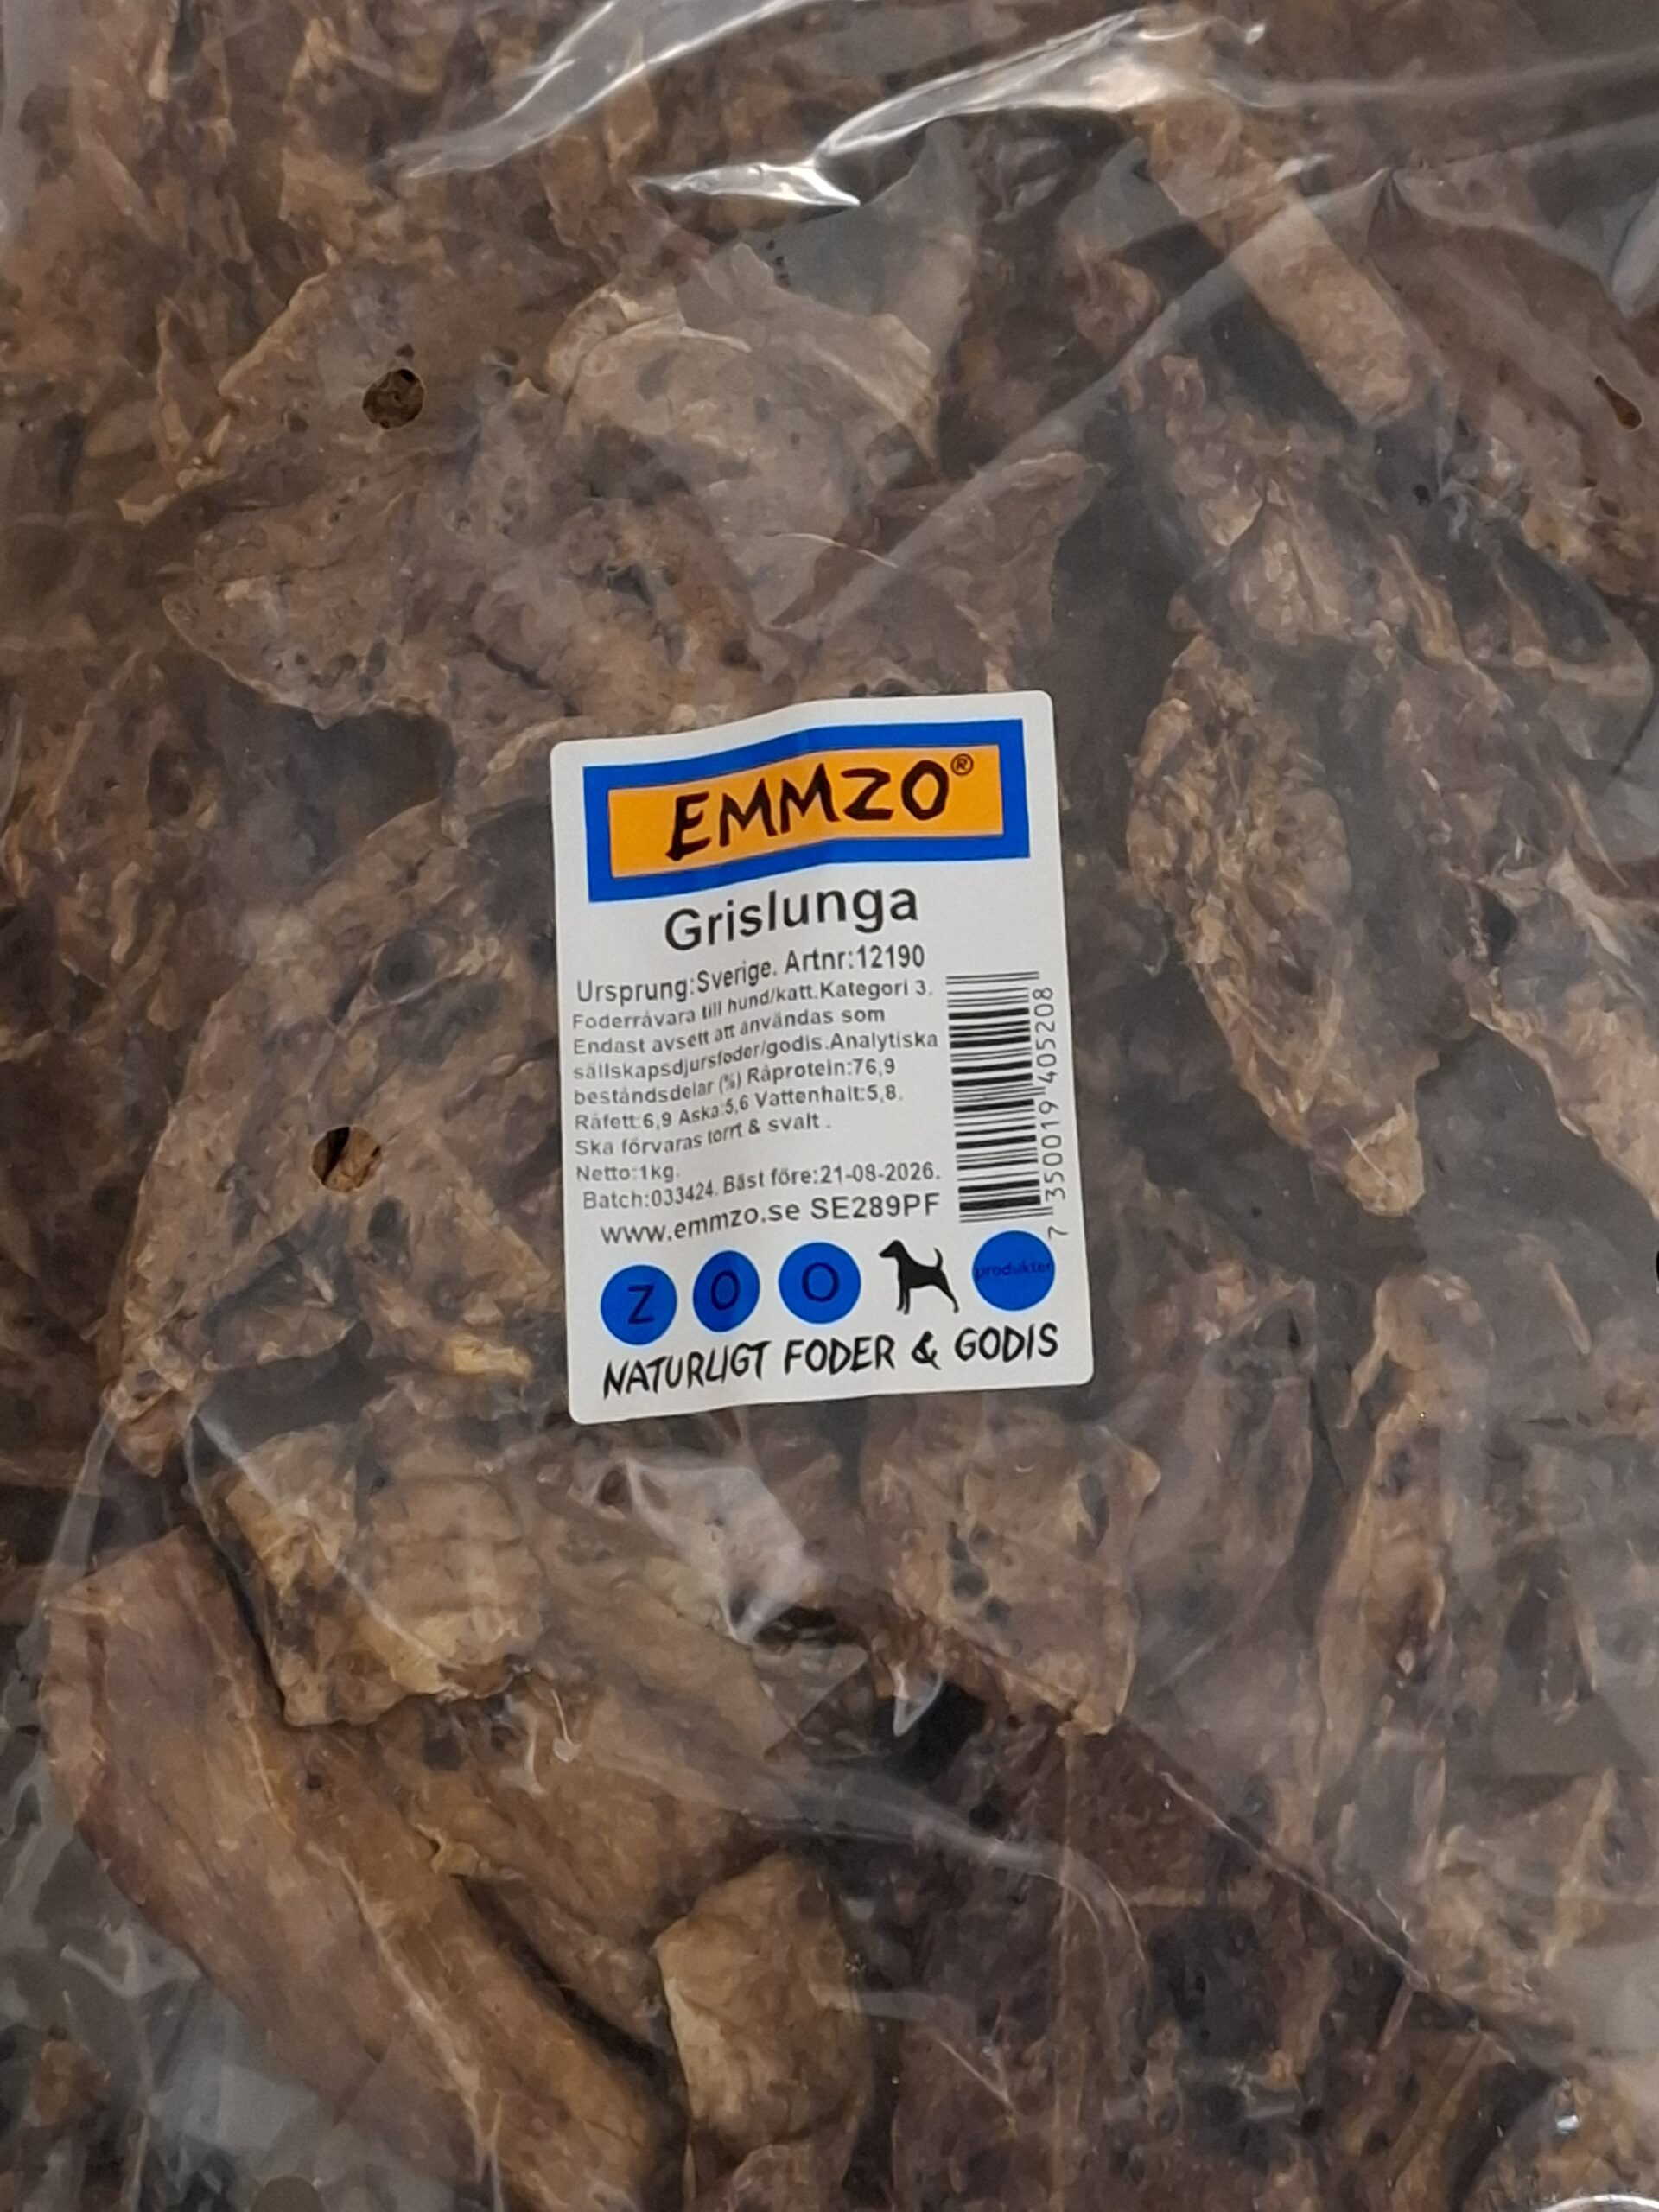 EMMZO®
Grislunga
Ursprung:Sverige. Artnr:12190
Foderråvara till hund/katt.Kategori 3.
Endast avsett att användas som
sällskapsdjursfoder/godis.Analytiska
beståndsdelar (%) Råprotein:76,9
Råfett:6,9 Aska:5,6 Vattenhalt:5,8.
Ska förvaras torrt & svalt .
Netto:1kg.
Batch:033424. Bäst före:21-08-2026.
www.emmzo.se SE289PF
7 350019 405208
Z O O produkter
NATURLIGT FODER & GODIS